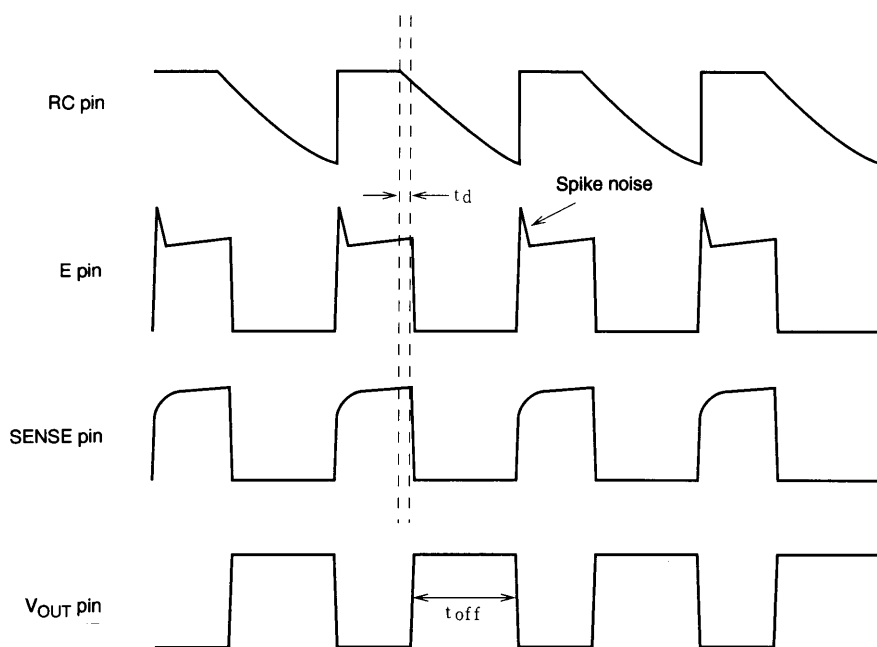 RC pin
td
Spike noise
E pin
SENSE pin
VOUT pin
toff